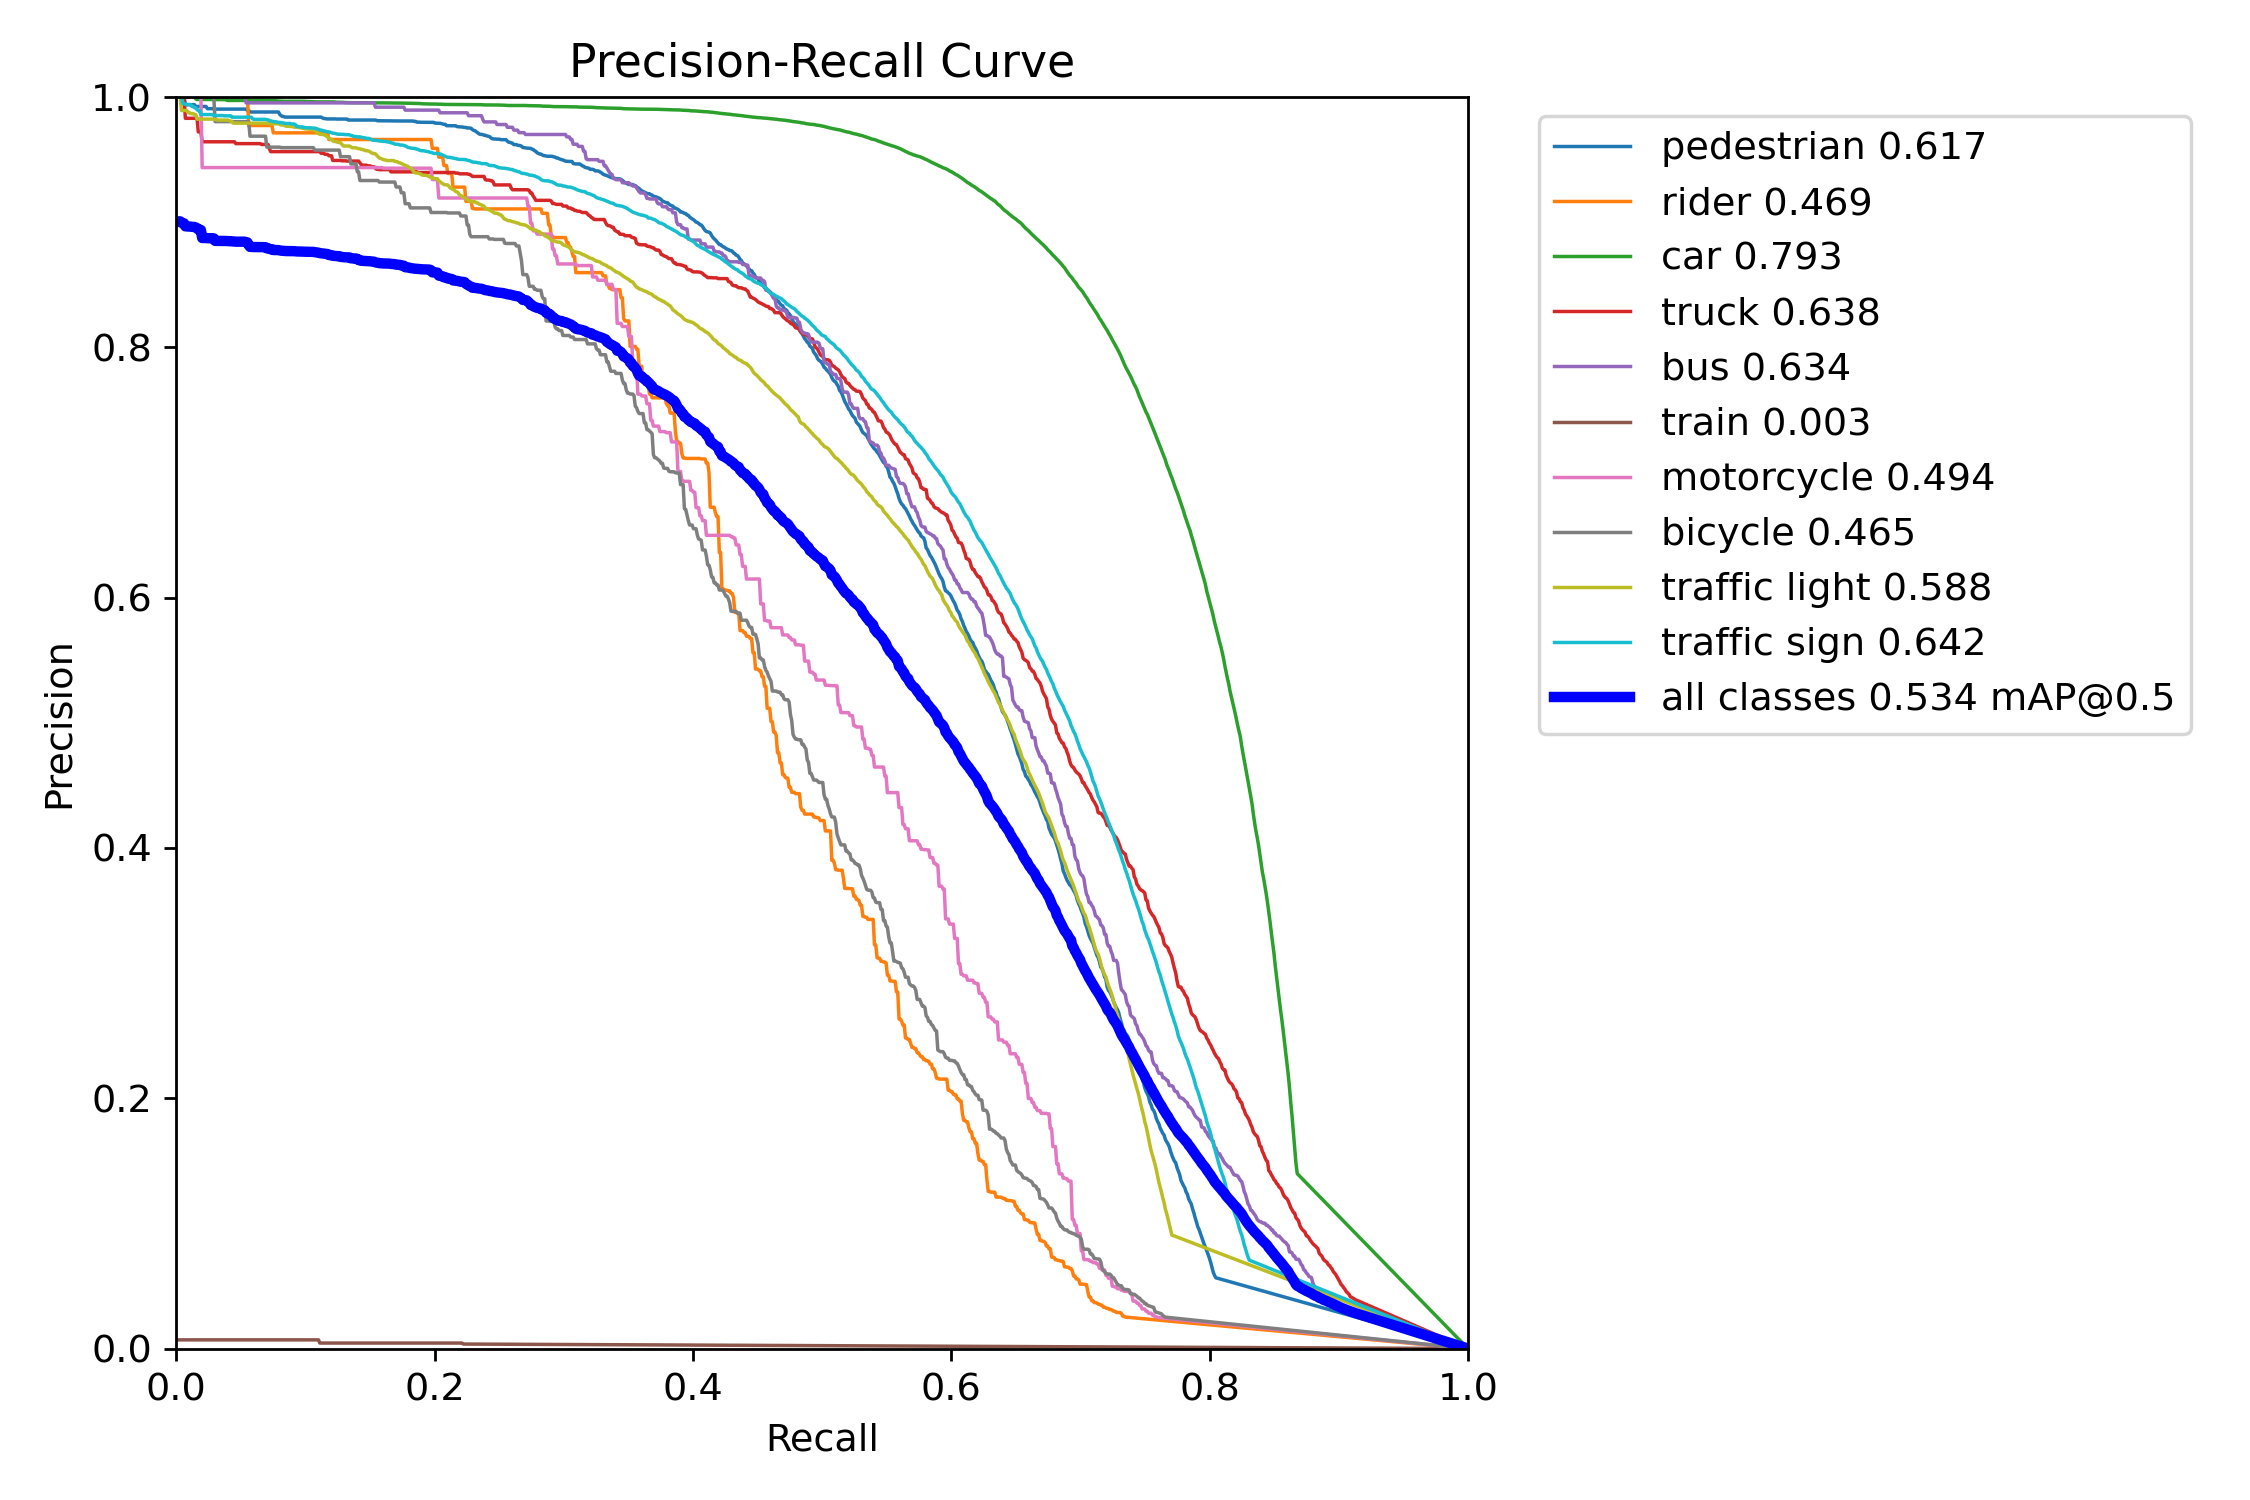 Precision-Recall Curve
1.0
0.8
0.6
0.4
0.2
0.0
Precision
0.0 0.2 0.4 0.6 0.8 1.0
Recall
pedestrian 0.617
rider 0.469
car 0.793
truck 0.638
bus 0.634
train 0.003
motorcycle 0.494
bicycle 0.465
traffic light 0.588
traffic sign 0.642
all classes 0.534 mAP@0.5